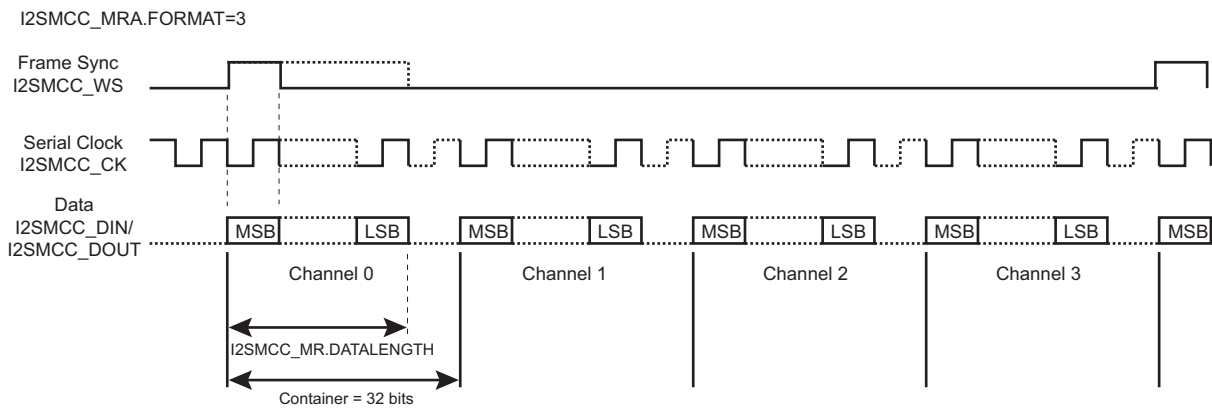 I2SMCC_MRA.FORMAT=3
Frame Sync
I2SMCC_WS
Serial Clock
I2SMCC_CK
Data
I2SMCC_DIN/
I2SMCC_DOUT
MSB LSB MSB LSB MSB LSB MSB LSB MSB
Channel 0 Channel 1 Channel 2 Channel 3
I2SMCC_MR.DATALENGTH
Container = 32 bits